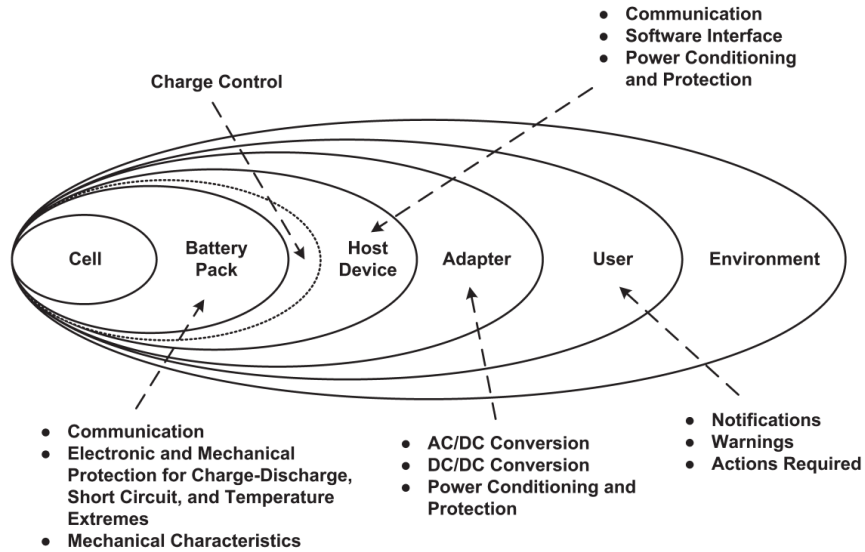 ● Communication
● Software Interface
● Power Conditioning
and Protection
Charge Control
Cell
Battery
Pack
Host
Device
Adapter
User
Environment
● Communication
● Electronic and Mechanical
Protection for Charge-Discharge,
Short Circuit, and Temperature
Extremes
● Mechanical Characteristics
● AC/DC Conversion
● DC/DC Conversion
● Power Conditioning and
Protection
● Notifications
● Warnings
● Actions Required